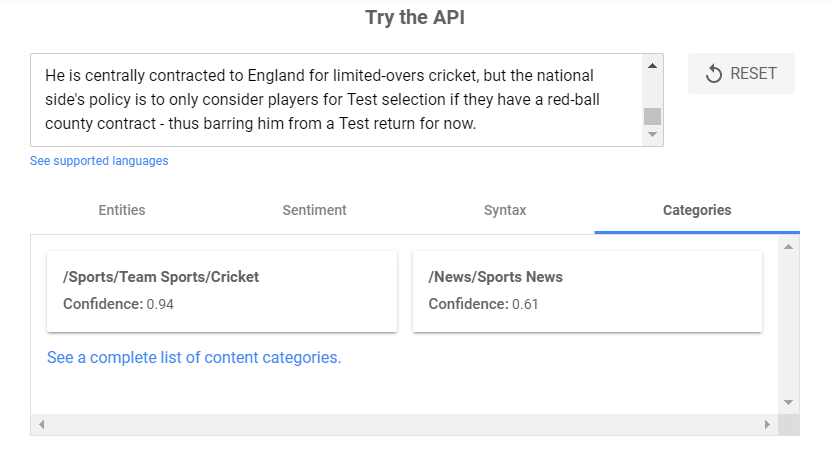 Try the API
He is centrally contracted to England for limited-overs cricket, but the national
side's policy is to only consider players for Test selection if they have a red-ball
county contract - thus barring him from a Test return for now.
RESET
See supported languages
Entities
Sentiment
Syntax
Categories
/Sports/Team Sports/Cricket
Confidence: 0.94
/News/Sports News
Confidence: 0.61
See a complete list of content categories.